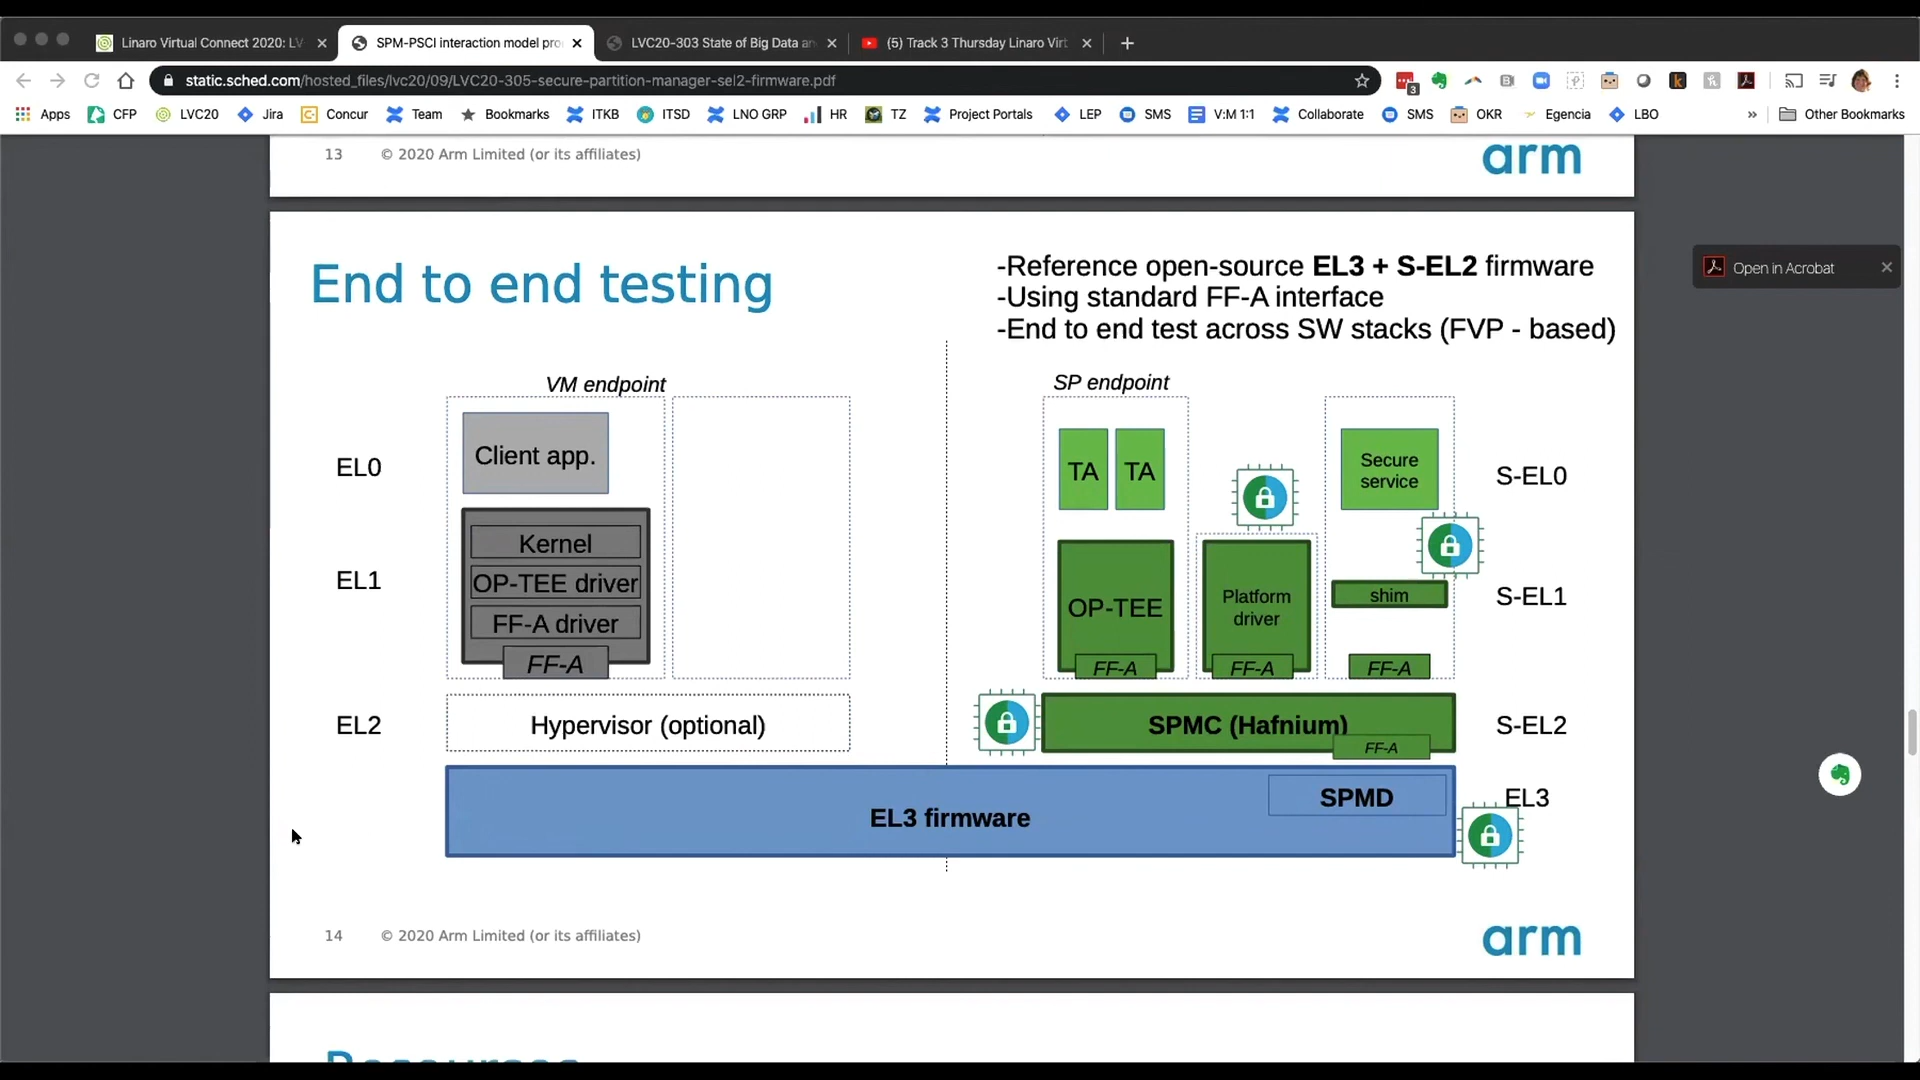 Linaro Virtual Connect 2020: LV
SPM-PSCI interaction model pro
LVC20-303 State of Big Data an
(5) Track 3 Thursday Linaro Virt
static.sched.com/hosted_files/lvc20/09/LVC20-305-secure-partition-manager-sel2-firmware.pdf
3
Apps
CFP
LVC20
Jira
Concur
Team
Bookmarks
ITKB
ITSD
LNO GRP
HR
TZ
Project Portals
LEP
SMS
V:M 1:1
Collaborate
SMS
OKR
Egencia
LBO
»
Other Bookmarks
13
© 2020 Arm Limited (or its affiliates)
arm
Open in Acrobat
End to end testing
-Reference open-source EL3 + S-EL2 firmware
-Using standard FF-A interface
-End to end test across SW stacks (FVP - based)
VM endpoint
SP endpoint
EL0
Client app.
TA
TA
Secure
service
S-EL0
EL1
Kernel
OP-TEE driver
FF-A driver
FF-A
OP-TEE
FF-A
Platform
driver
FF-A
shim
FF-A
S-EL1
EL2
Hypervisor (optional)
SPMC (Hafnium)
FF-A
S-EL2
EL3 firmware
SPMD
EL3
14
© 2020 Arm Limited (or its affiliates)
arm
Resources